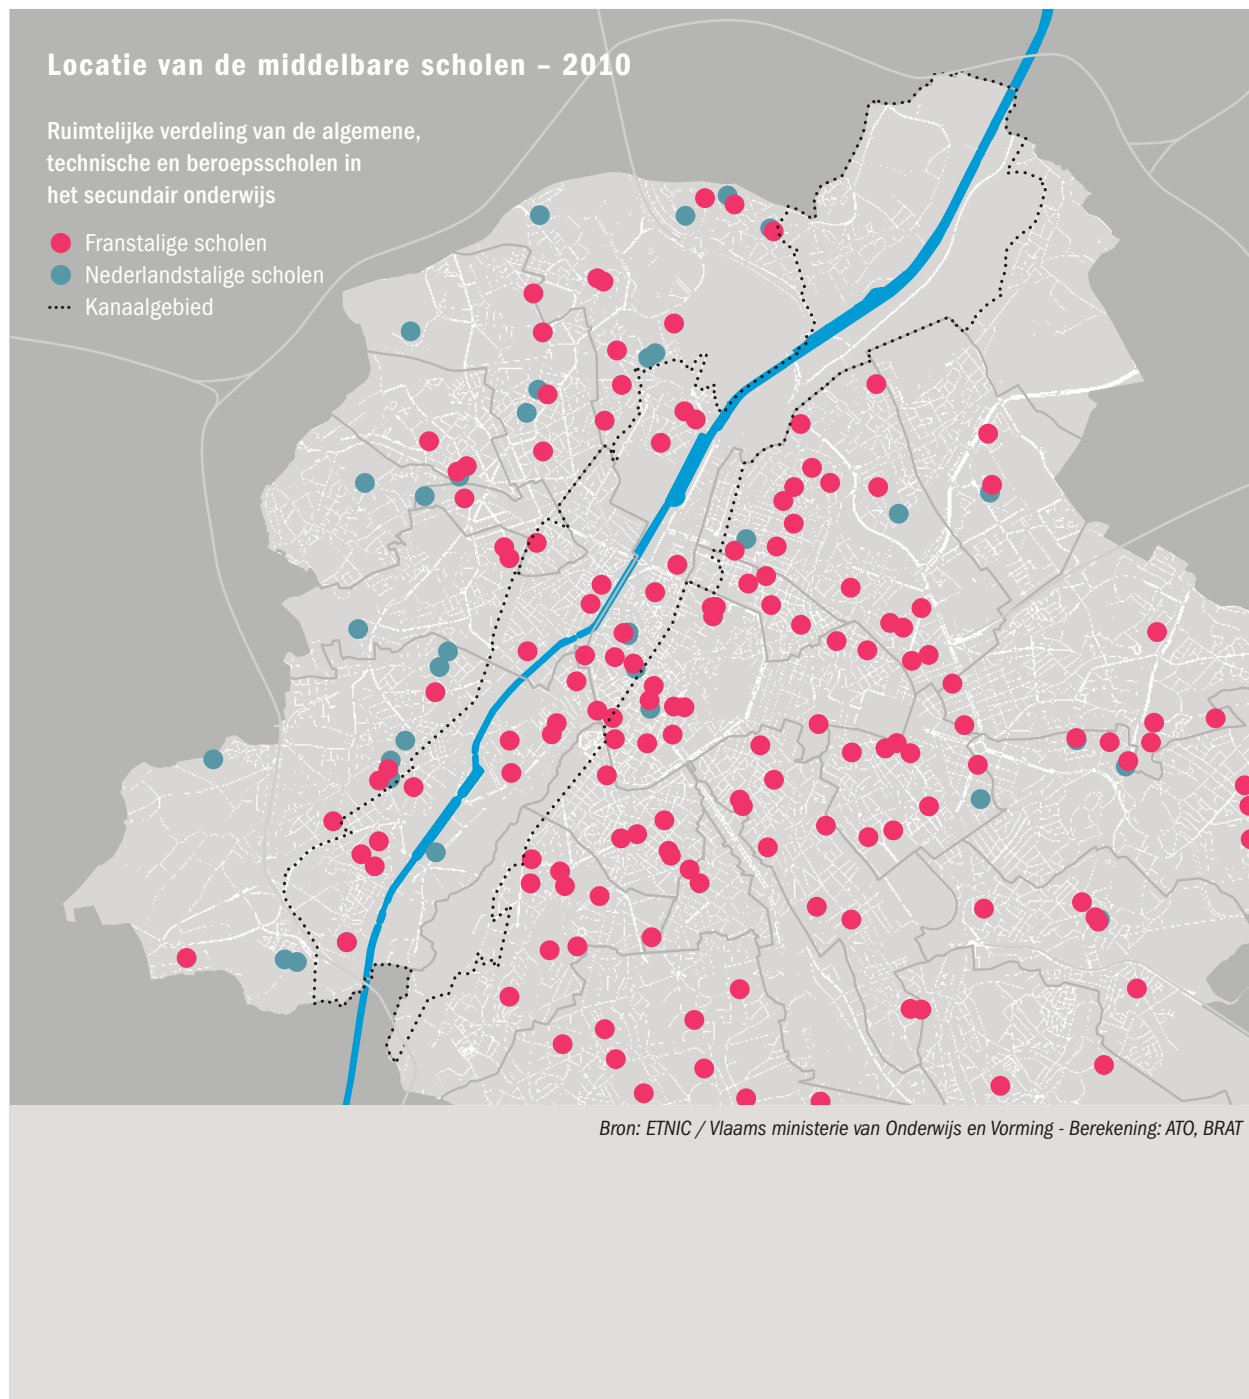 Locatie van de middelbare scholen – 2010
Ruimtelijke verdeling van de algemene,
technische en beroepsscholen in
het secundair onderwijs
Franstalige scholen
Nederlandstalige scholen
Kanaalgebied
Bron: ETNIC / Vlaams ministerie van Onderwijs en Vorming - Berekening: ATO, BRAT